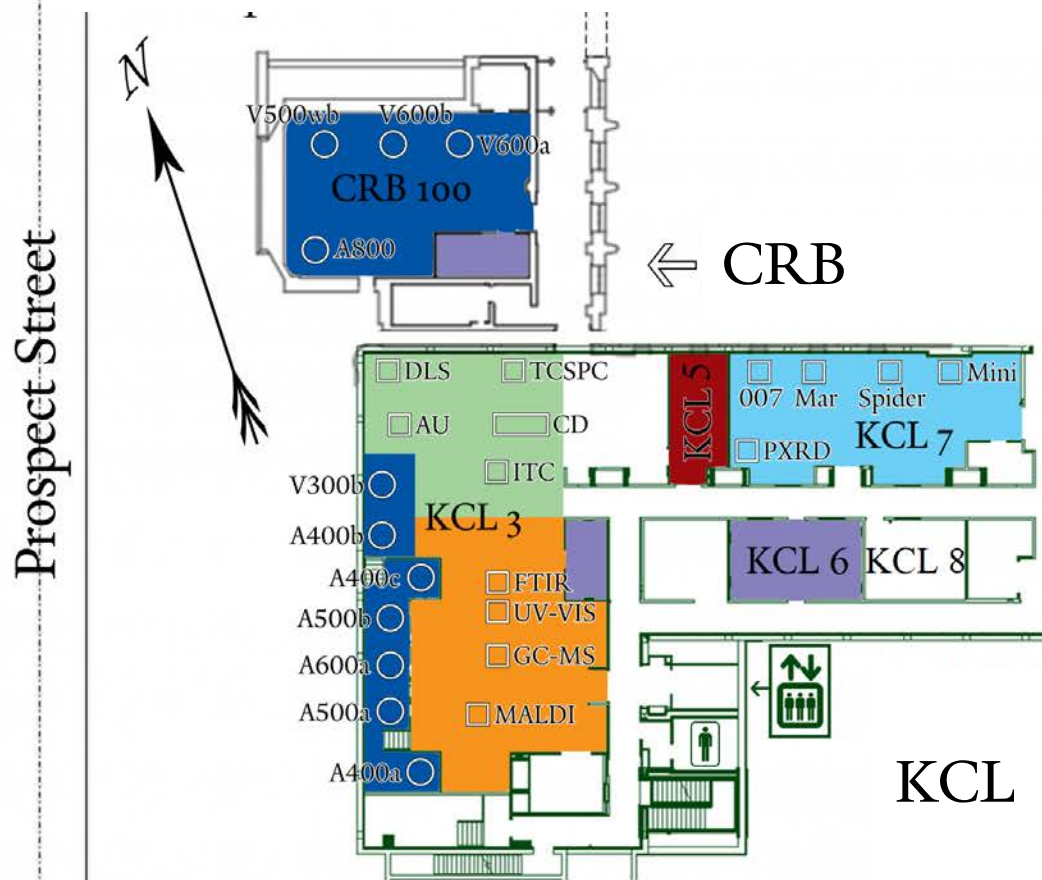 N
Prospect Street
V500wb
V600b
V600a
CRB 100
A800
CRB
DLS
TCSPC
KCL 5
007
Mar
Spider
Mini
AU
CD
KCL 7
PXRD
ITC
V300b
KCL 3
A400b
A400c
FTIR
KCL 6
KCL 8
A500b
UV-VIS
A600a
GC-MS
A500a
MALDI
A400a
KCL